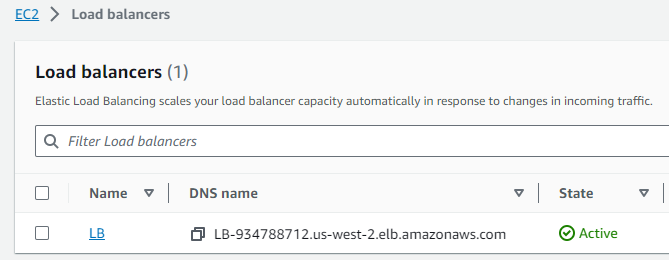 EC2 > Load balancers
Load balancers (1)
Elastic Load Balancing scales your load balancer capacity automatically in response to changes in incoming traffic.
Filter Load balancers
Name DNS name State
LB LB-934788712.us-west-2.elb.amazonaws.com Active